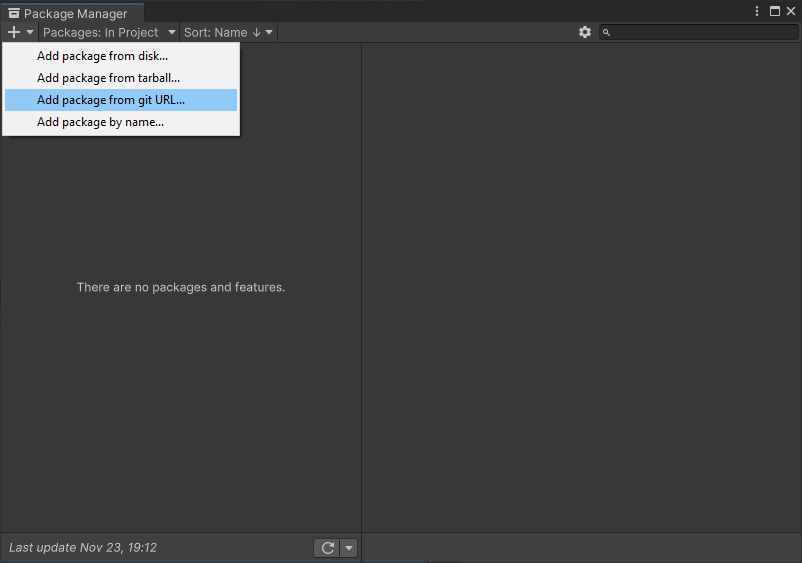 Package Manager
Packages: In Project Sort: Name ↓
Add package from disk...
Add package from tarball...
Add package from git URL...
Add package by name...
There are no packages and features.
Last update Nov 23, 19:12